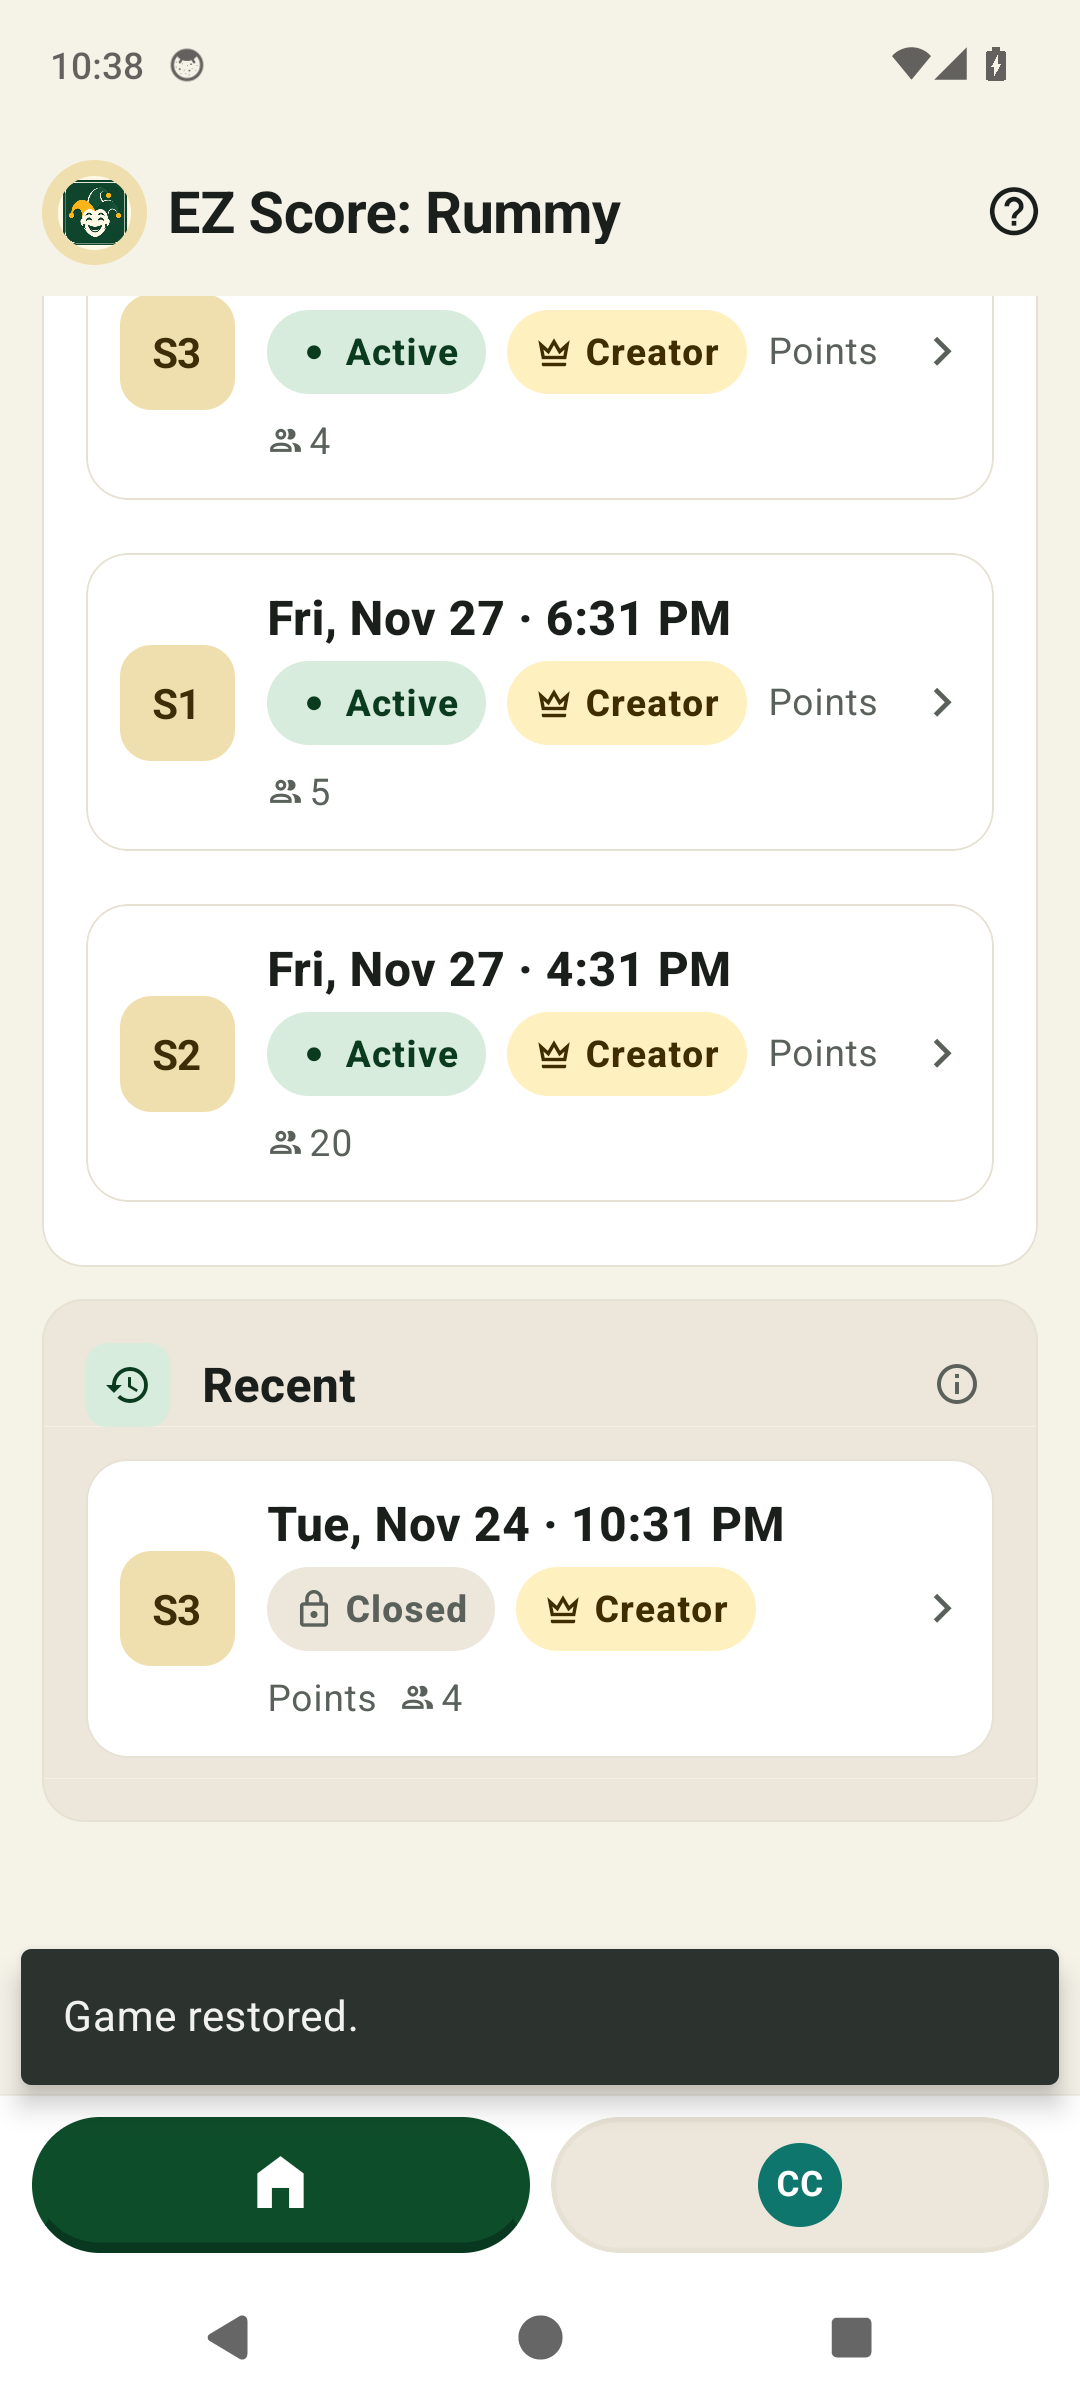 10:38
EZ Score: Rummy
S3
Active
Creator
Points
4
Fri, Nov 27 · 6:31 PM
S1
Active
Creator
Points
5
Fri, Nov 27 · 4:31 PM
S2
Active
Creator
Points
20
Recent
Tue, Nov 24 · 10:31 PM
S3
Closed
Creator
Points
4
Game restored.
CC